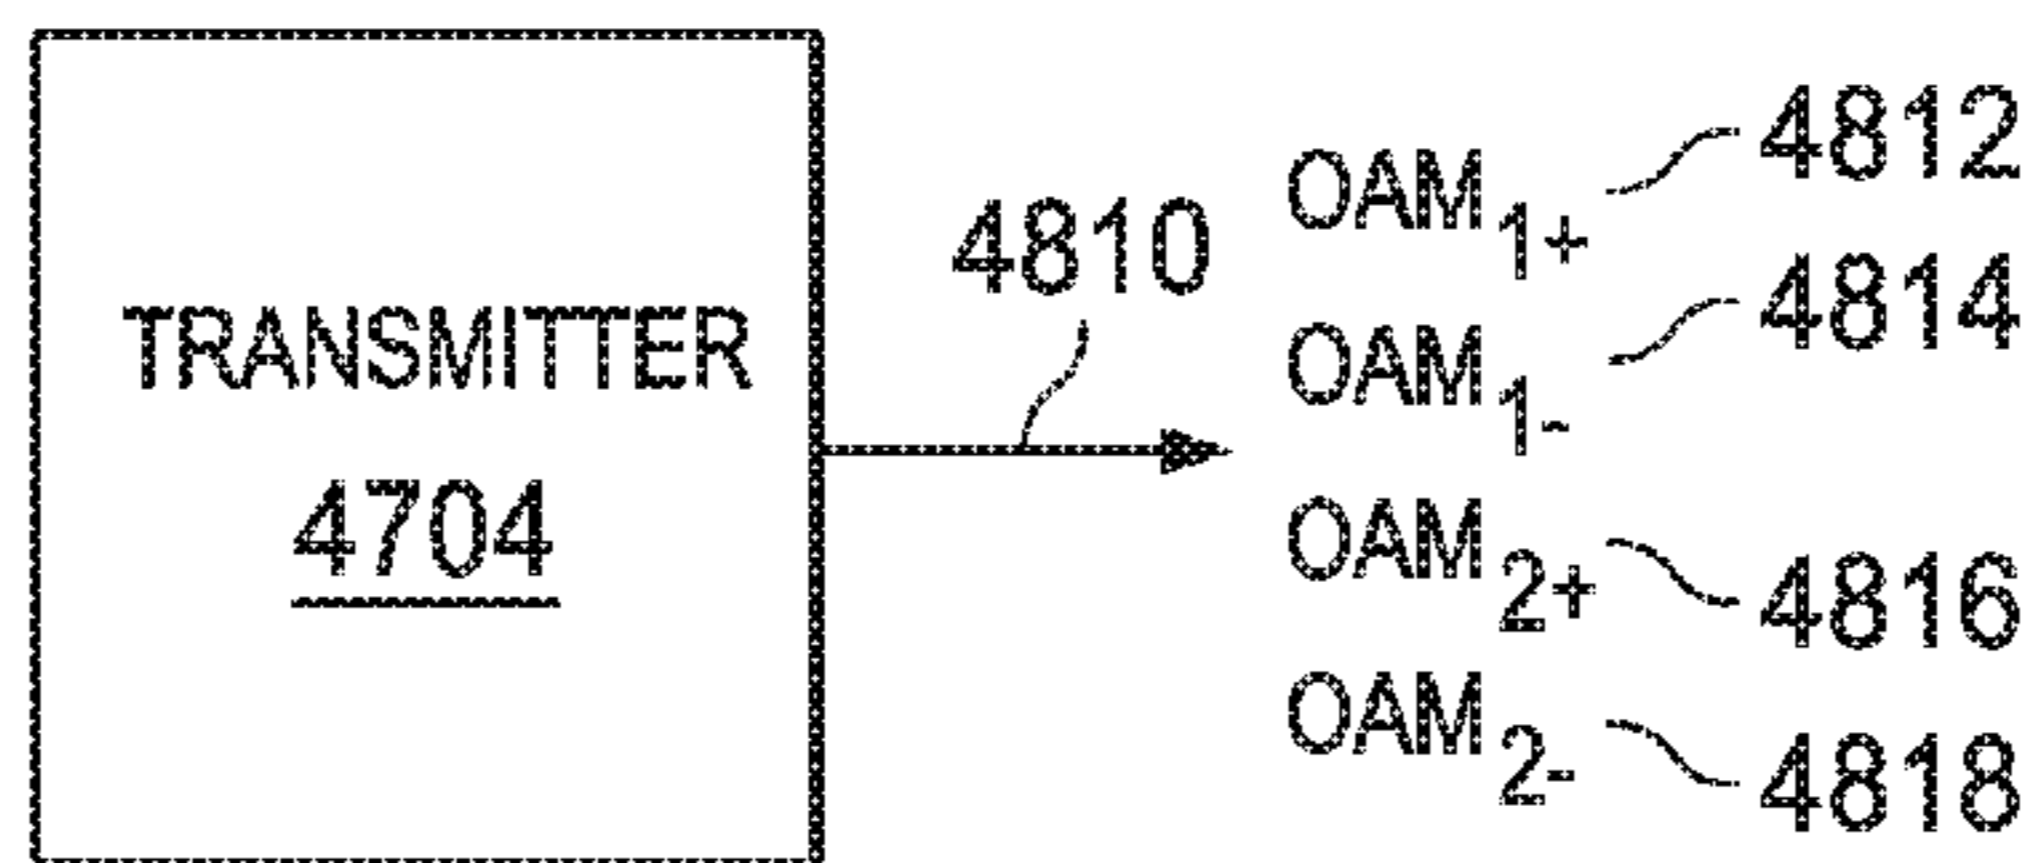 TRANSMITTER
4704
4810
OAM1+ 4812
OAM1- 4814
OAM2+ 4816
OAM2- 4818